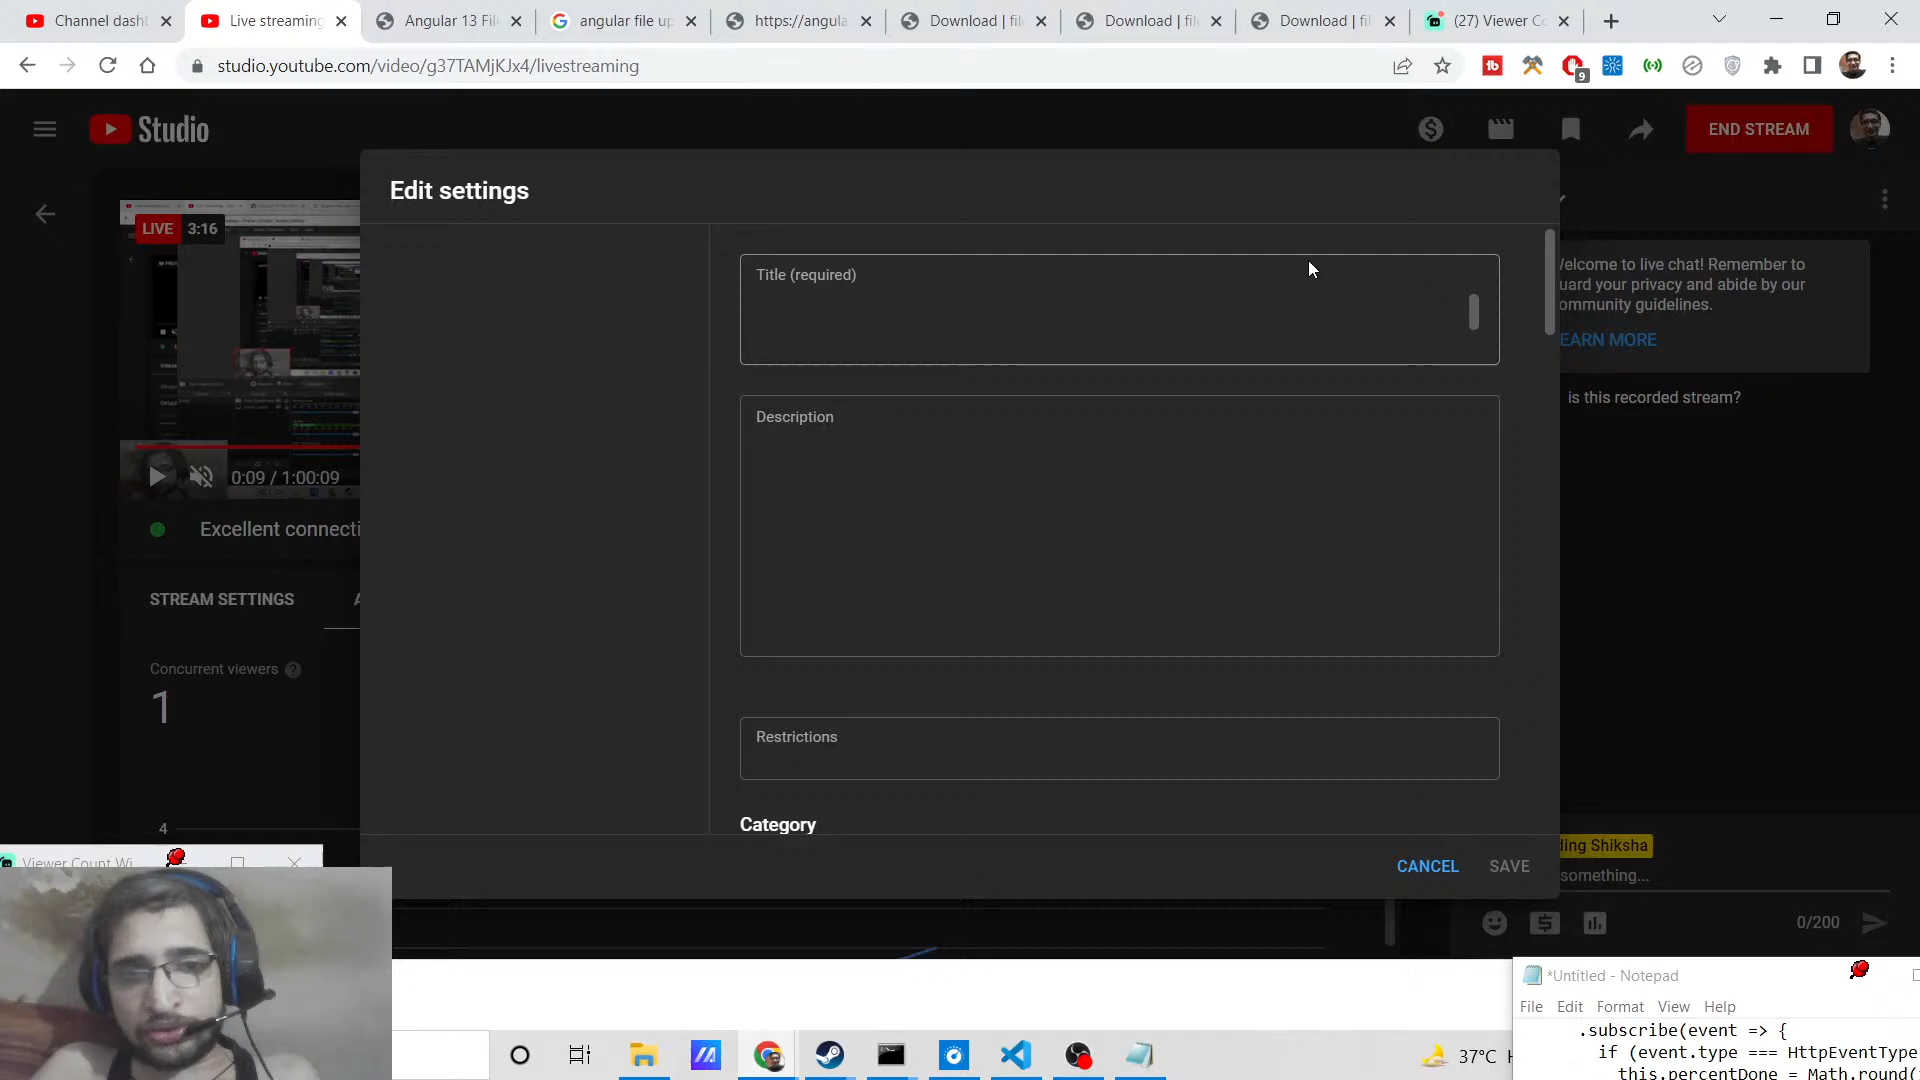 Channel dash
Live streaming
Angular 13 Fil
angular file up
https://angula
Download | file
Download | file
Download | file
(27) Viewer Co
studio.youtube.com/video/g37TAMjKJx4/livestreaming
9
Studio
END STREAM
Edit settings
LIVE 3:16
Title (required)
elcome to live chat! Remember to
uard your privacy and abide by our
ommunity guidelines.
EARN MORE
is this recorded stream?
Description
0:09 / 1:00:09
Excellent connecti
STREAM SETTINGS
Concurrent viewers
1
Restrictions
Category
4
CANCEL
SAVE
ding Shiksha
something...
0/200
Viewer Count Wi
*Untitled - Notepad
File Edit Format View Help
.subscribe(event => {
if (event.type === HttpEventType
this.percentDone = Math.round(
37°C